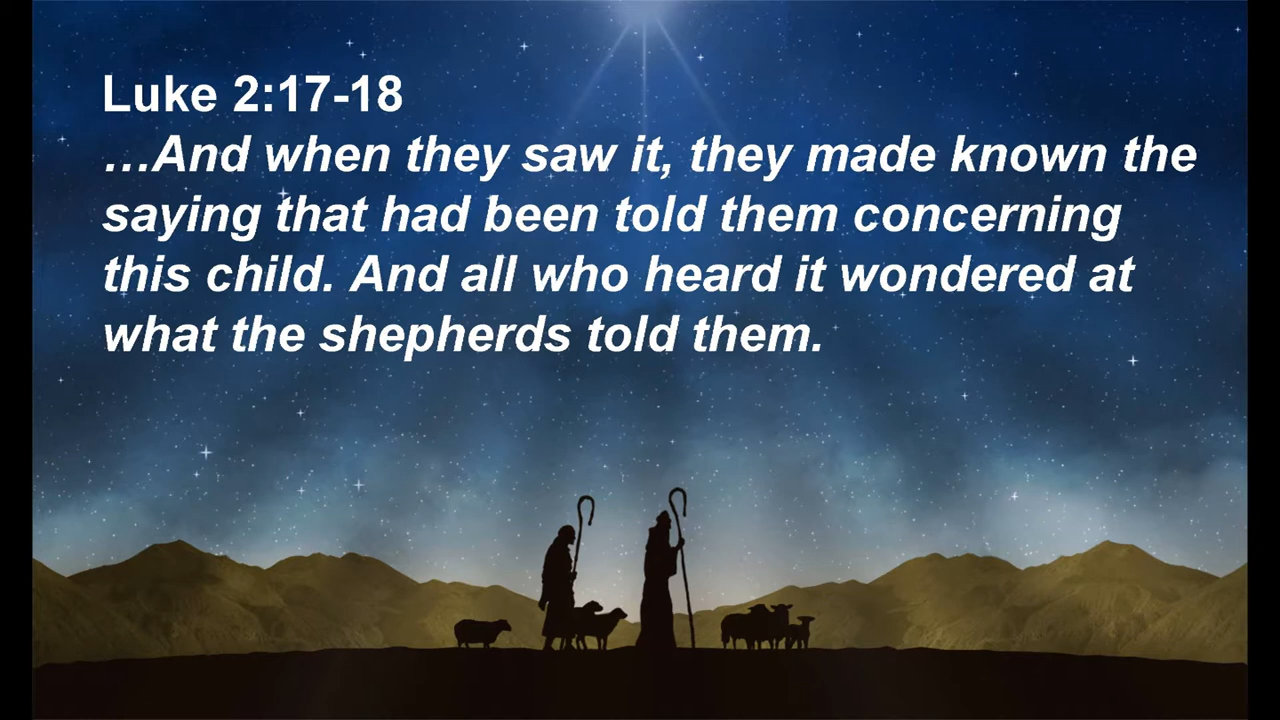 Luke 2:17-18
…And when they saw it, they made known the
saying that had been told them concerning
this child. And all who heard it wondered at
what the shepherds told them.